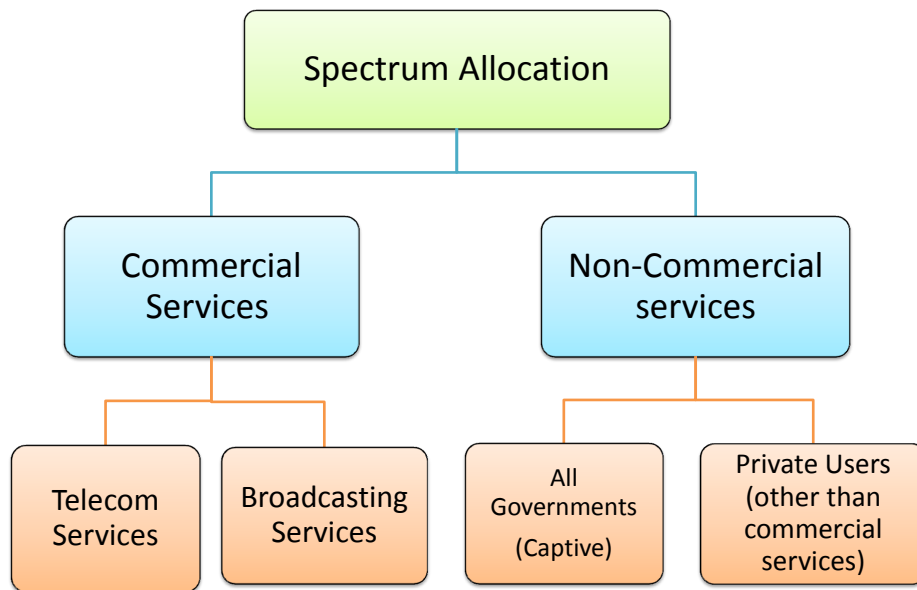 Spectrum Allocation
Commercial
Services
Non-Commercial
services
Telecom
Services
Broadcasting
Services
All
Governments
(Captive)
Private Users
(other than
commercial
services)